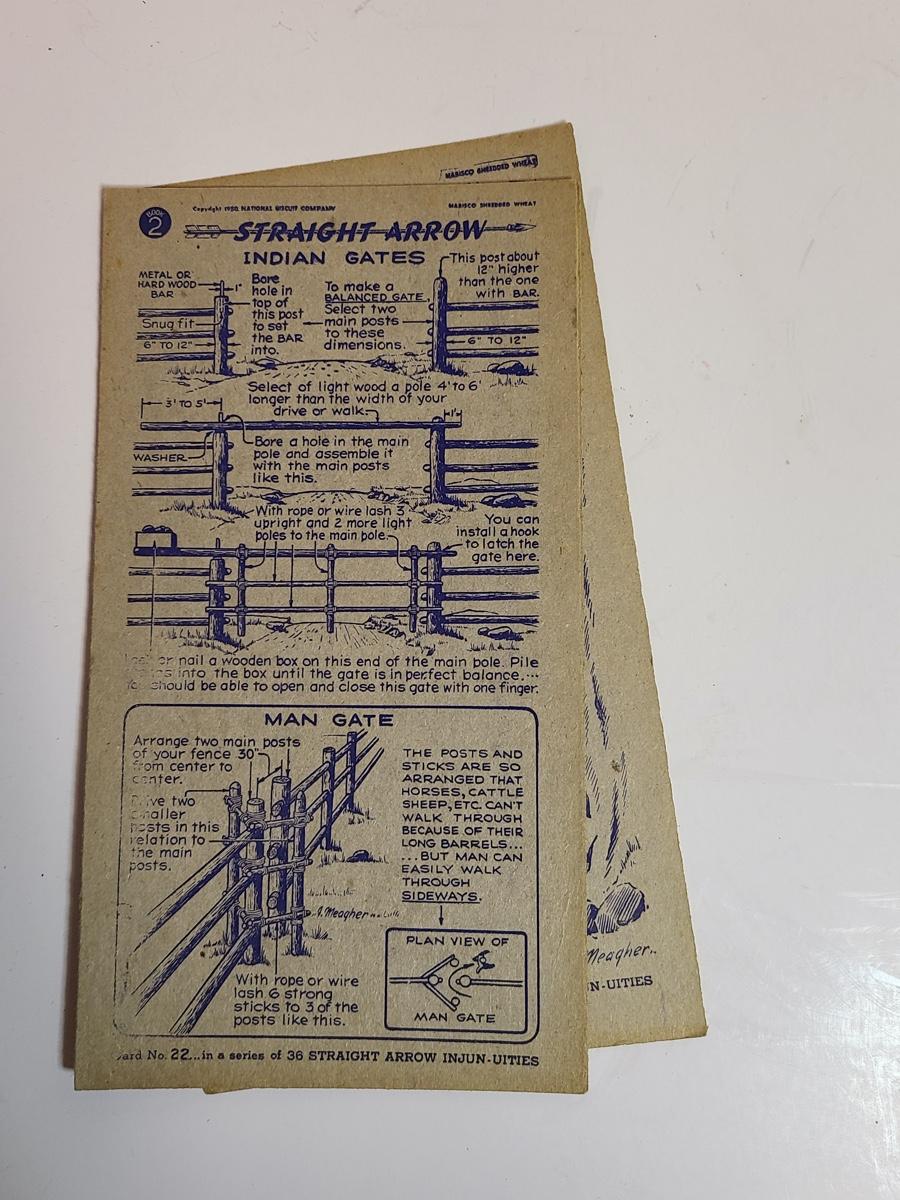 NABISCO SHREDDED WHEAT
BOOK
2
Copyright 1950, NATIONAL BISCUIT COMPANY
NABISCO SHREDDED WHEAT
STRAIGHT ARROW
INDIAN GATES
METAL OR
HARD WOOD
BAR
1"
Snug fit
6" TO 12"
Bore
hole in
top of
this post
to set
the BAR
into.
To make a
BALANCED GATE
Select two
main posts
to these
dimensions.
This post about
12" higher
than the one
with BAR.
6" TO 12"
Select of light wood a pole 4' to 6'
longer than the width of your
drive or walk.
3' TO 5'
1'
WASHER
Bore a hole in the main
pole and assemble it
with the main posts
like this.
With rope or wire lash 3
upright and 2 more light
poles to the main pole.
You can
install a hook
to latch the
gate here.
or nail a wooden box on this end of the main pole. Pile
into the box until the gate is in perfect balance....
should be able to open and close this gate with one finger.
MAN GATE
Arrange two main posts
of your fence 30"
from center to
center.
Drive two
smaller
posts in this
relation to
the main
posts.
THE POSTS AND
STICKS ARE SO
ARRANGED THAT
HORSES, CATTLE
SHEEP, ETC. CAN'T
WALK THROUGH
BECAUSE OF THEIR
LONG BARRELS...
...BUT MAN CAN
EASILY WALK
THROUGH
SIDEWAYS.
J. Meagher
With rope or wire
lash 6 strong
sticks to 3 of the
posts like this.
PLAN VIEW OF
MAN GATE
ard No. 22...in a series of 36 STRAIGHT ARROW INJUN-UITIES
Meagher..
N-UITIES